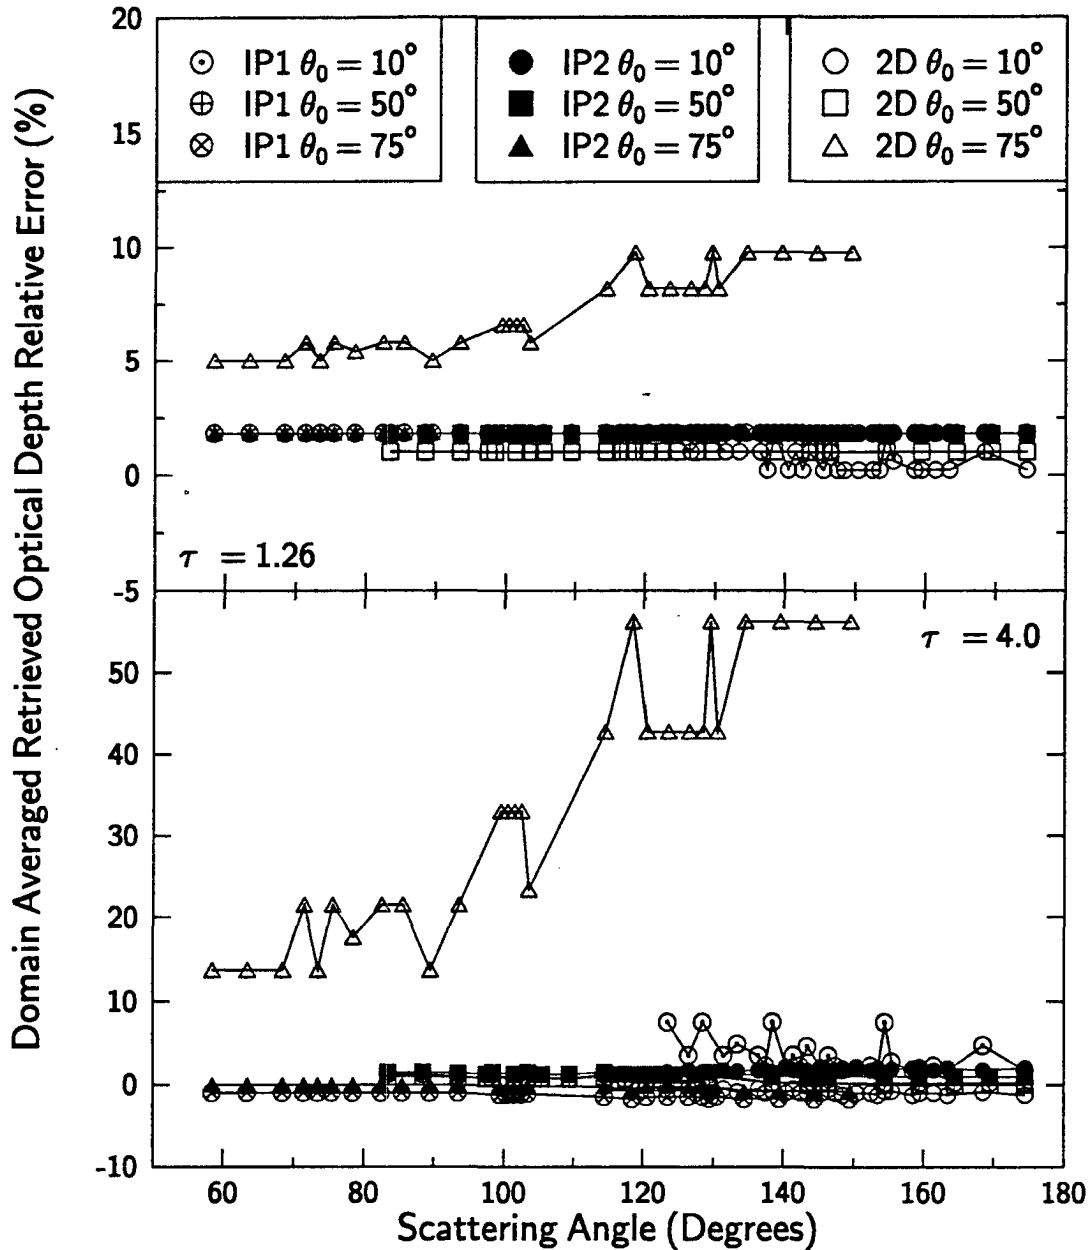 Domain Averaged Retrieved Optical Depth Relative Error (%)
20
15
10
5
0
-5
IP1 θ₀ = 10°
IP1 θ₀ = 50°
IP1 θ₀ = 75°
IP2 θ₀ = 10°
IP2 θ₀ = 50°
IP2 θ₀ = 75°
2D θ₀ = 10°
2D θ₀ = 50°
2D θ₀ = 75°
τ = 1.26
τ = 4.0
50
40
30
20
10
0
-10
60 80 100 120 140 160 180
Scattering Angle (Degrees)